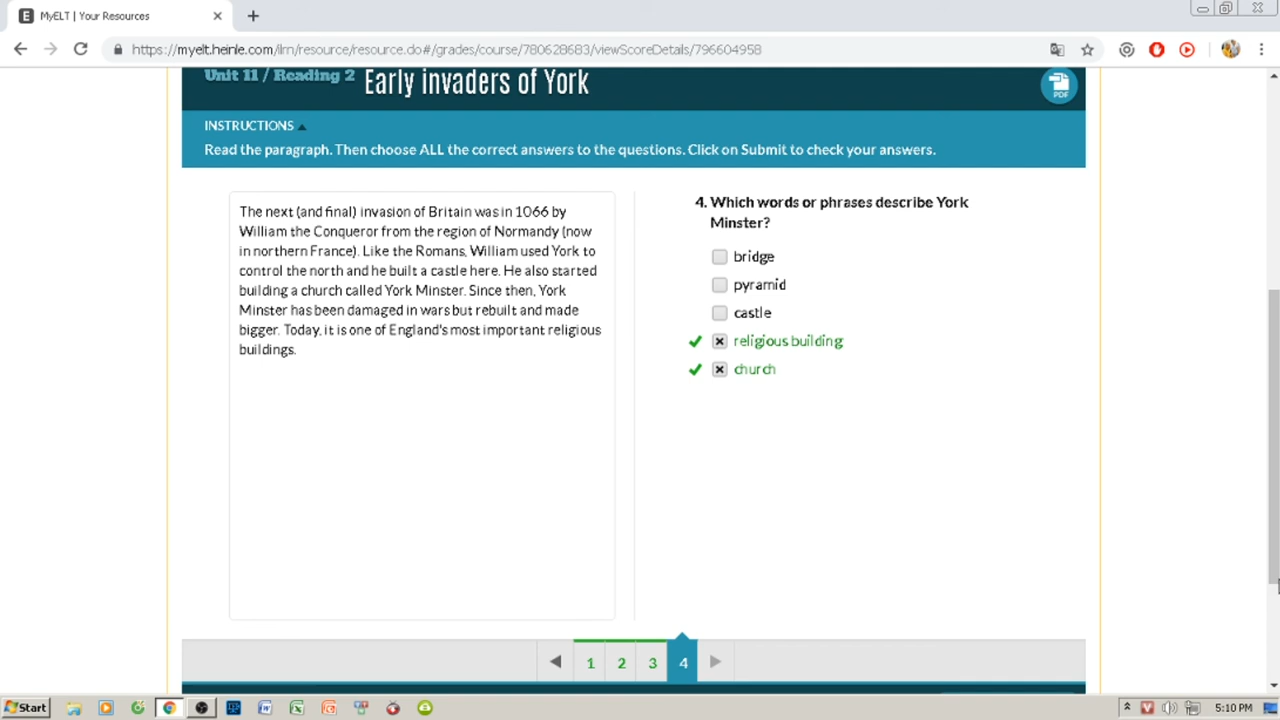 MyELT | Your Resources
https://myelt.heinle.com/ilrn/resource/resource.do#/grades/course/780628683/viewScoreDetails/796604958
Unit 11 / Reading 2 Early invaders of York
PDF
INSTRUCTIONS
Read the paragraph. Then choose ALL the correct answers to the questions. Click on Submit to check your answers.
The next (and final) invasion of Britain was in 1066 by
William the Conqueror from the region of Normandy (now
in northern France). Like the Romans, William used York to
control the north and he built a castle here. He also started
building a church called York Minster. Since then, York
Minster has been damaged in wars but rebuilt and made
bigger. Today, it is one of England's most important religious
buildings.
4. Which words or phrases describe York
Minster?
bridge
pyramid
castle
religious building
church
1 2 3 4
Start
5:10 PM